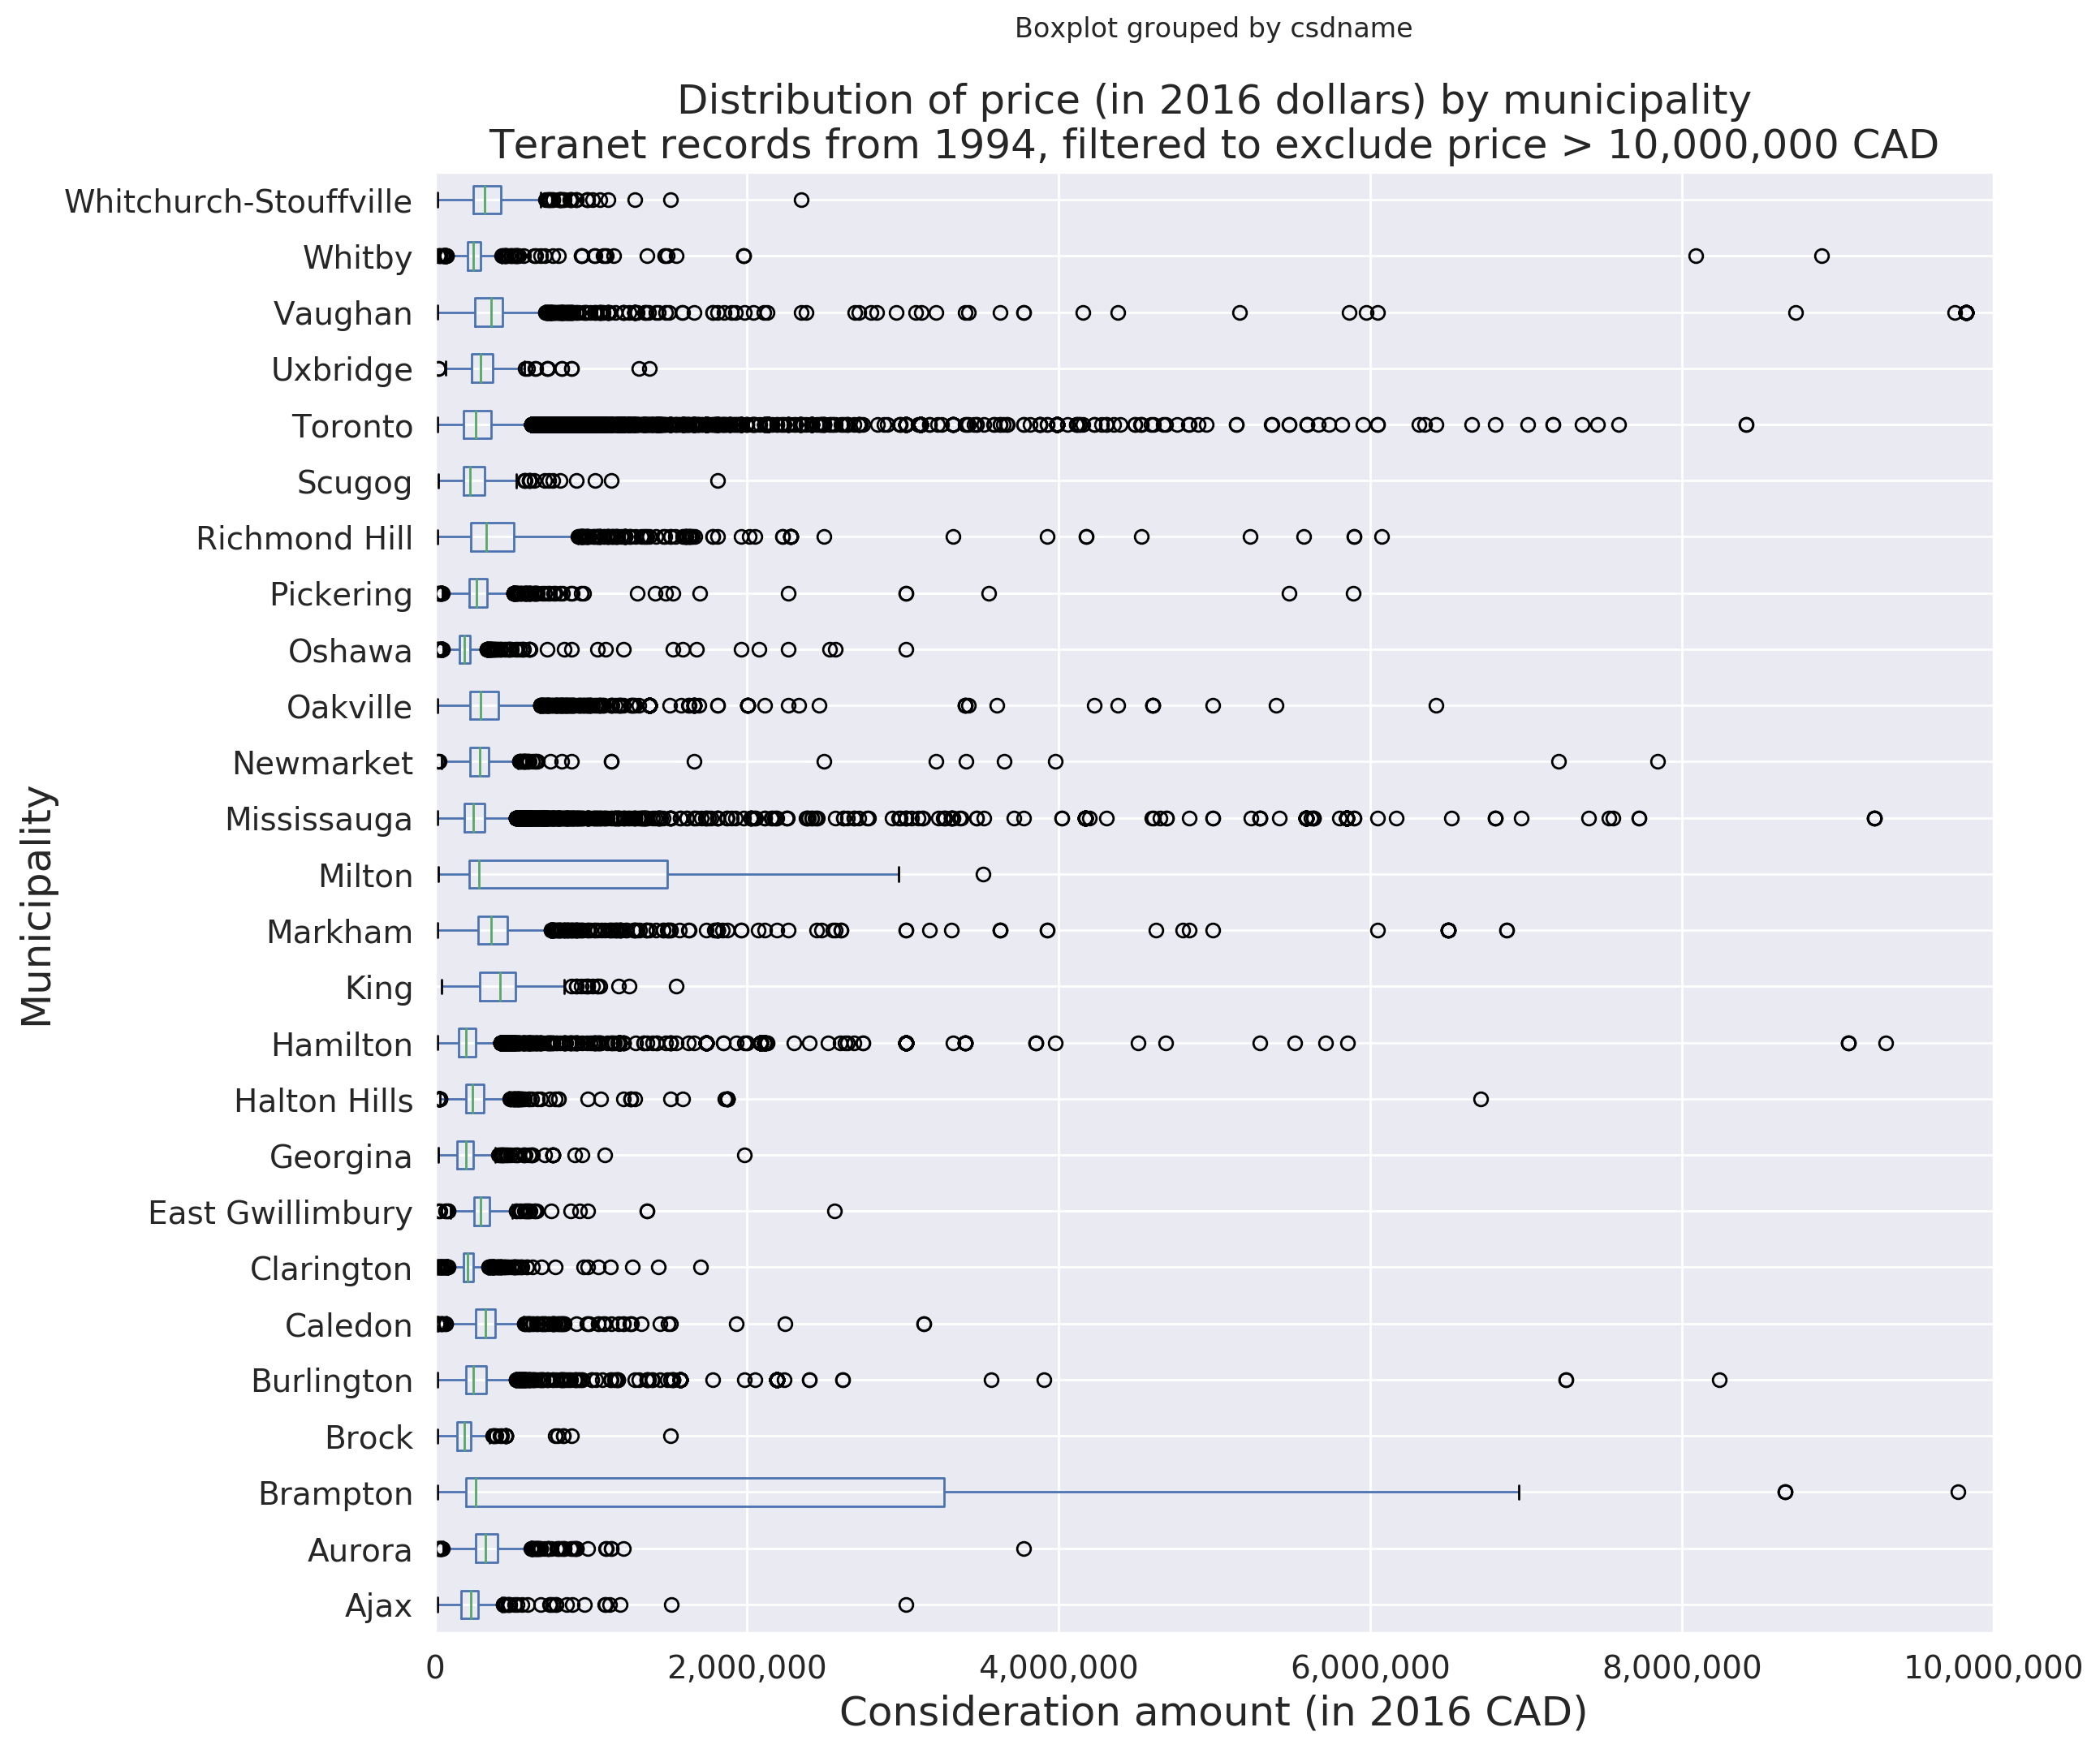 Boxplot grouped by csdname
Distribution of price (in 2016 dollars) by municipality
Teranet records from 1994, filtered to exclude price > 10,000,000 CAD
Municipality
Whitchurch-Stouffville
Whitby
Vaughan
Uxbridge
Toronto
Scugog
Richmond Hill
Pickering
Oshawa
Oakville
Newmarket
Mississauga
Milton
Markham
King
Hamilton
Halton Hills
Georgina
East Gwillimbury
Clarington
Caledon
Burlington
Brock
Brampton
Aurora
Ajax
0 2,000,000 4,000,000 6,000,000 8,000,000 10,000,000
Consideration amount (in 2016 CAD)